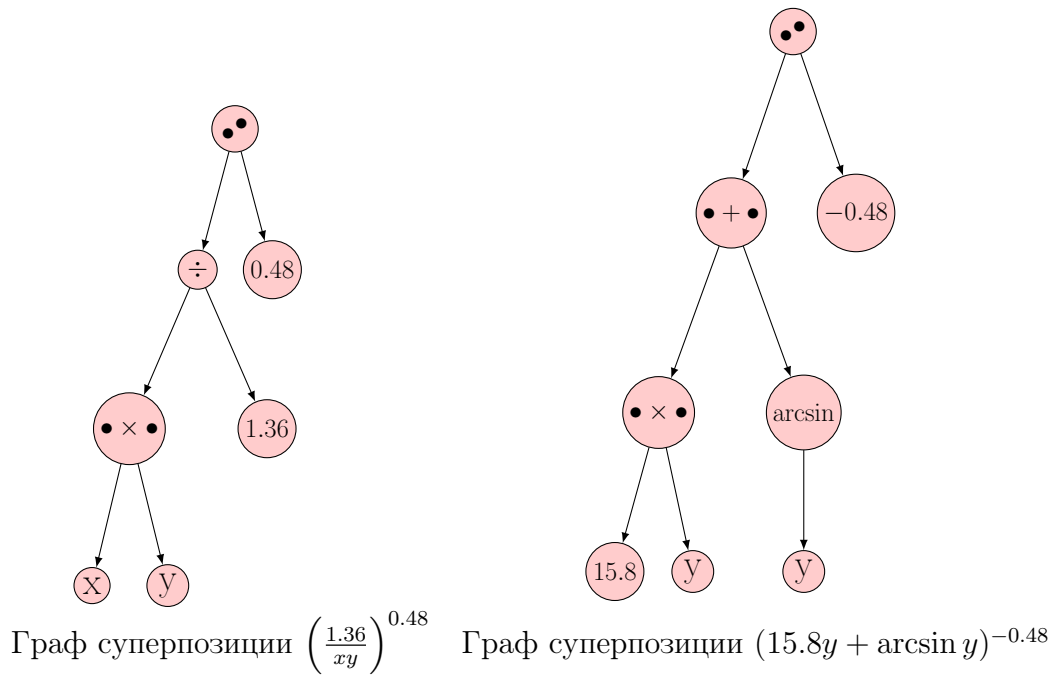 ÷
0.48
• × •
1.36
x
y
Граф суперпозиции (1.36/xy)^0.48
• + •
−0.48
• × •
arcsin
15.8
y
y
Граф суперпозиции (15.8y + arcsin y)^−0.48